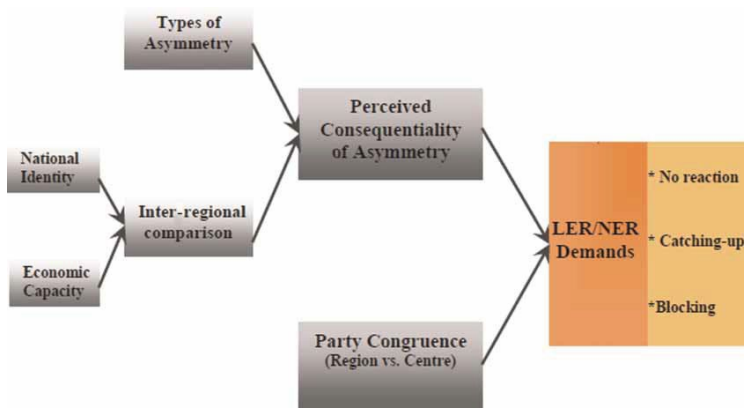 Types of
Asymmetry
Perceived
Consequentiality
of Asymmetry
National
Identity
Inter-regional
comparison
Economic
Capacity
LER/NER
Demands
* No reaction
* Catching-up
*Blocking
Party Congruence
(Region vs. Centre)